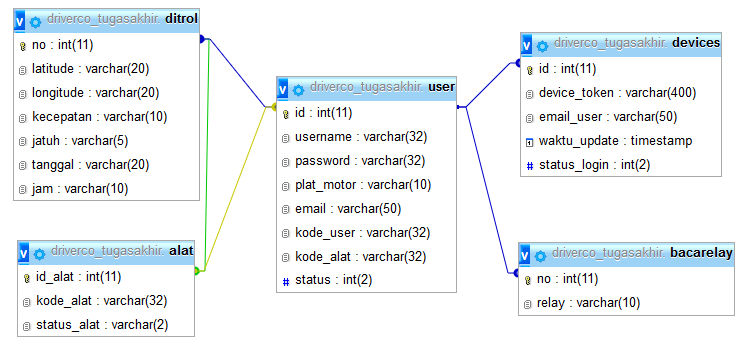 driverco_tugasakhir. ditrol
no : int(11)
latitude : varchar(20)
longitude : varchar(20)
kecepatan : varchar(10)
jatuh : varchar(5)
tanggal : varchar(20)
jam : varchar(10)
driverco_tugasakhir. alat
id_alat : int(11)
kode_alat : varchar(32)
status_alat : varchar(2)
driverco_tugasakhir. user
id : int(11)
username : varchar(32)
password : varchar(32)
plat_motor : varchar(10)
email : varchar(50)
kode_user : varchar(32)
kode_alat : varchar(32)
# status : int(2)
driverco_tugasakhir. devices
id : int(11)
device_token : varchar(400)
email_user : varchar(50)
waktu_update : timestamp
# status_login : int(2)
driverco_tugasakhir. bacarelay
no : int(11)
relay : varchar(10)